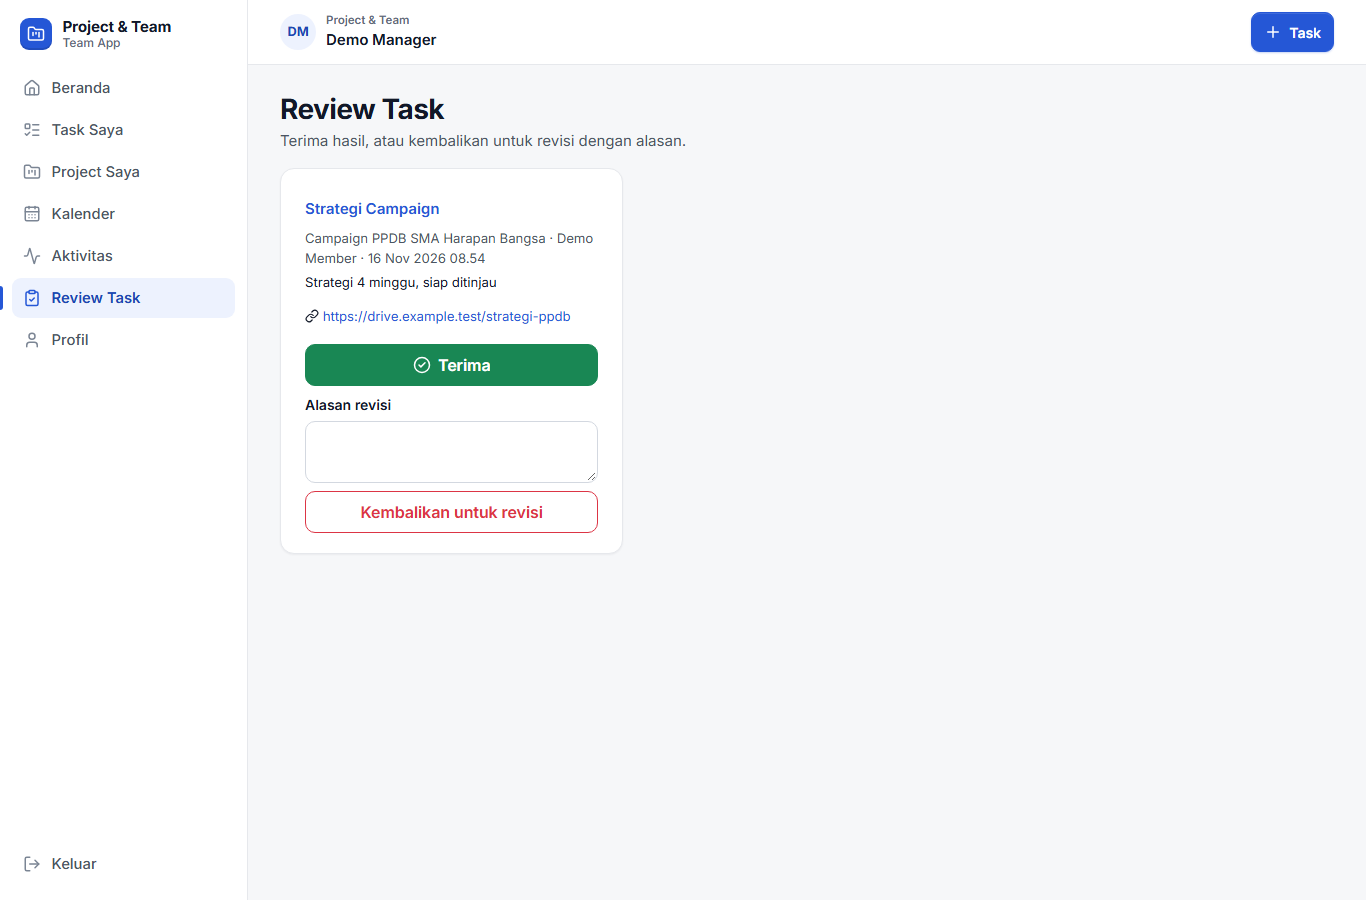 Project & Team
Team App
Beranda
Task Saya
Project Saya
Kalender
Aktivitas
Review Task
Profil
Keluar
DM
Project & Team
Demo Manager
Task
Review Task
Terima hasil, atau kembalikan untuk revisi dengan alasan.
Strategi Campaign
Campaign PPDB SMA Harapan Bangsa · Demo
Member · 16 Nov 2026 08.54
Strategi 4 minggu, siap ditinjau
https://drive.example.test/strategi-ppdb
Terima
Alasan revisi
Kembalikan untuk revisi